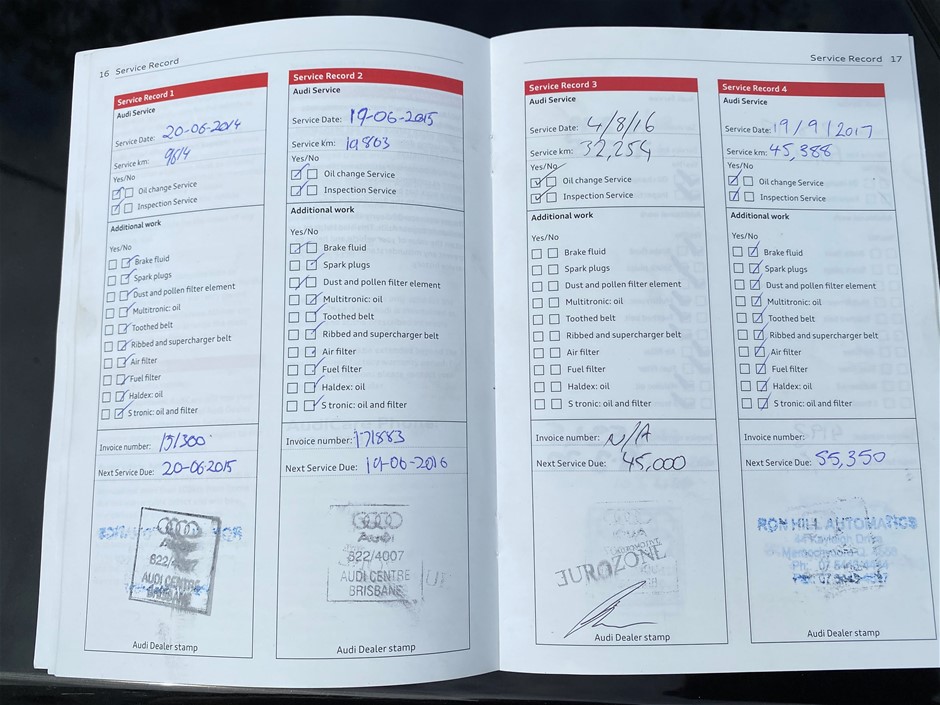 16 Service Record
Service Record 1
Audi Service
Service Date: 20-06-2014
Service km: 9614
Yes/No
Oil change Service
Inspection Service
Additional work
Yes/No
Brake fluid
Spark plugs
Dust and pollen filter element
Multitronic: oil
Toothed belt
Ribbed and supercharger belt
Air filter
Fuel filter
Haldex: oil
S tronic: oil and filter
Invoice number: 151300
Next Service Due: 20-06-2015
Audi
822/4007
AUDI CENTRE
BRISBANE
Audi Dealer stamp
Service Record 2
Audi Service
Service Date: 19-06-2015
Service km: 19803
Yes/No
Oil change Service
Inspection Service
Additional work
Yes/No
Brake fluid
Spark plugs
Dust and pollen filter element
Multitronic: oil
Toothed belt
Ribbed and supercharger belt
Air filter
Fuel filter
Haldex: oil
S tronic: oil and filter
Invoice number: 171883
Next Service Due: 19-06-2016
Audi
822/4007
AUDI CENTRE
BRISBANE
Audi Dealer stamp
Service Record 17
Service Record 3
Audi Service
Service Date: 4/8/16
Service km: 32,254
Yes/No
Oil change Service
Inspection Service
Additional work
Yes/No
Brake fluid
Spark plugs
Dust and pollen filter element
Multitronic: oil
Toothed belt
Ribbed and supercharger belt
Air filter
Fuel filter
Haldex: oil
S tronic: oil and filter
Invoice number: N/A
Next Service Due: 45,000
AUTOMOTIVE
EUROZONE
Audi Dealer stamp
Service Record 4
Audi Service
Service Date: 19/9/2017
Service km: 45,388
Yes/No
Oil change Service
Inspection Service
Additional work
Yes/No
Brake fluid
Spark plugs
Dust and pollen filter element
Multitronic: oil
Toothed belt
Ribbed and supercharger belt
Air filter
Fuel filter
Haldex: oil
S tronic: oil and filter
Invoice number:
Next Service Due: 55,350
RON HILL AUTOMATICS
Audi Dealer stamp